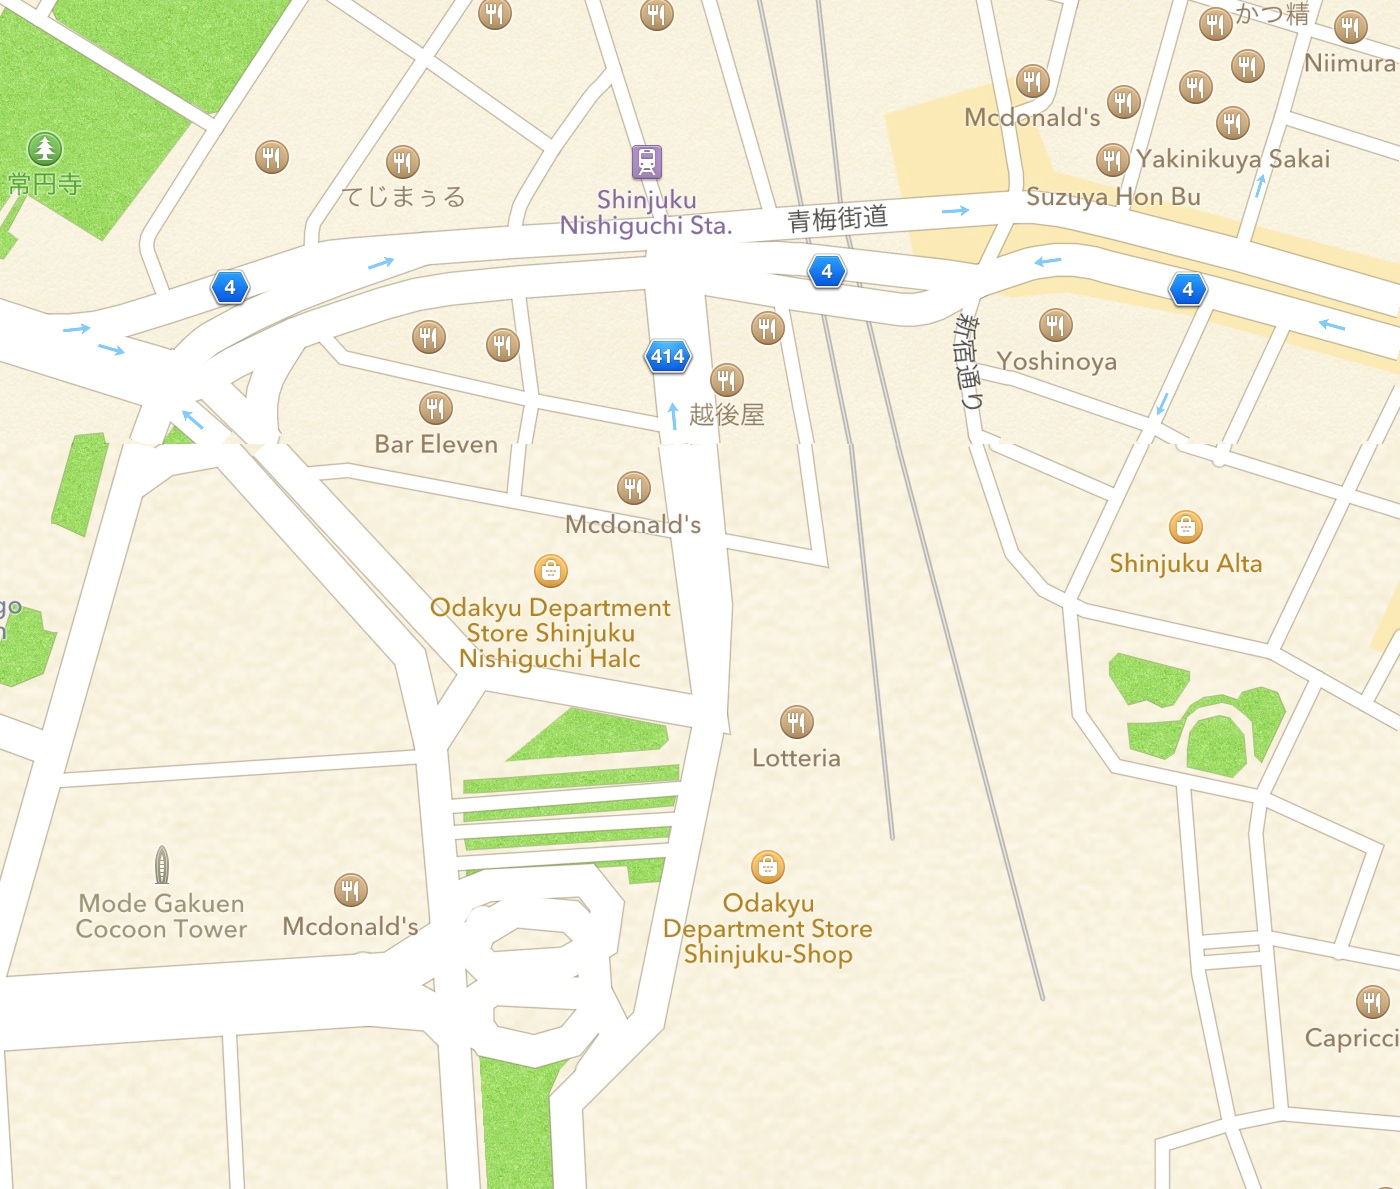 かつ精
Niimura
Mcdonald's
Yakinikuya Sakai
Suzuya Hon Bu
常円寺
てじまぅる
Shinjuku
Nishiguchi Sta.
青梅街道
4
4
4
414
新宿通り
Yoshinoya
越後屋
Bar Eleven
Mcdonald's
Shinjuku Alta
Odakyu Department
Store Shinjuku
Nishiguchi Halc
go
n
Lotteria
Mode Gakuen
Cocoon Tower
Mcdonald's
Odakyu
Department Store
Shinjuku-Shop
Capricci